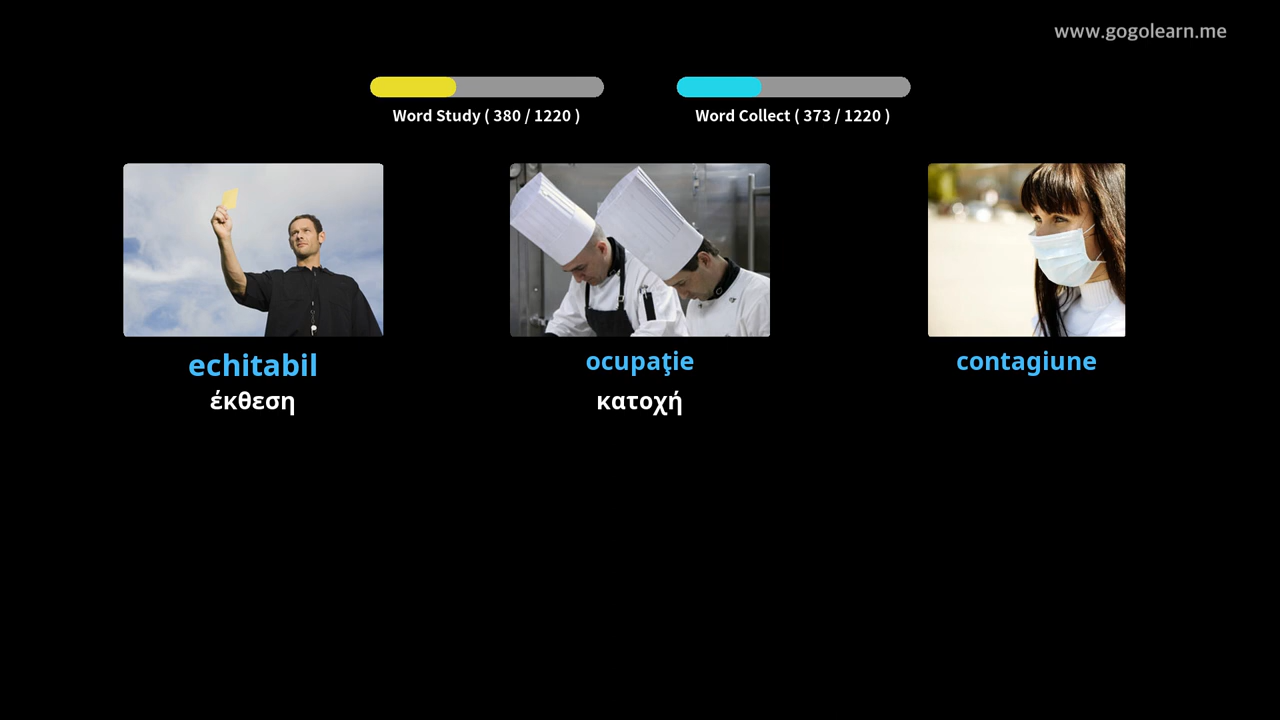 www.gogolearn.me
Word Study ( 380 / 1220 )
Word Collect ( 373 / 1220 )
echitabil
έκθεση
ocupaţie
κατοχή
contagiune